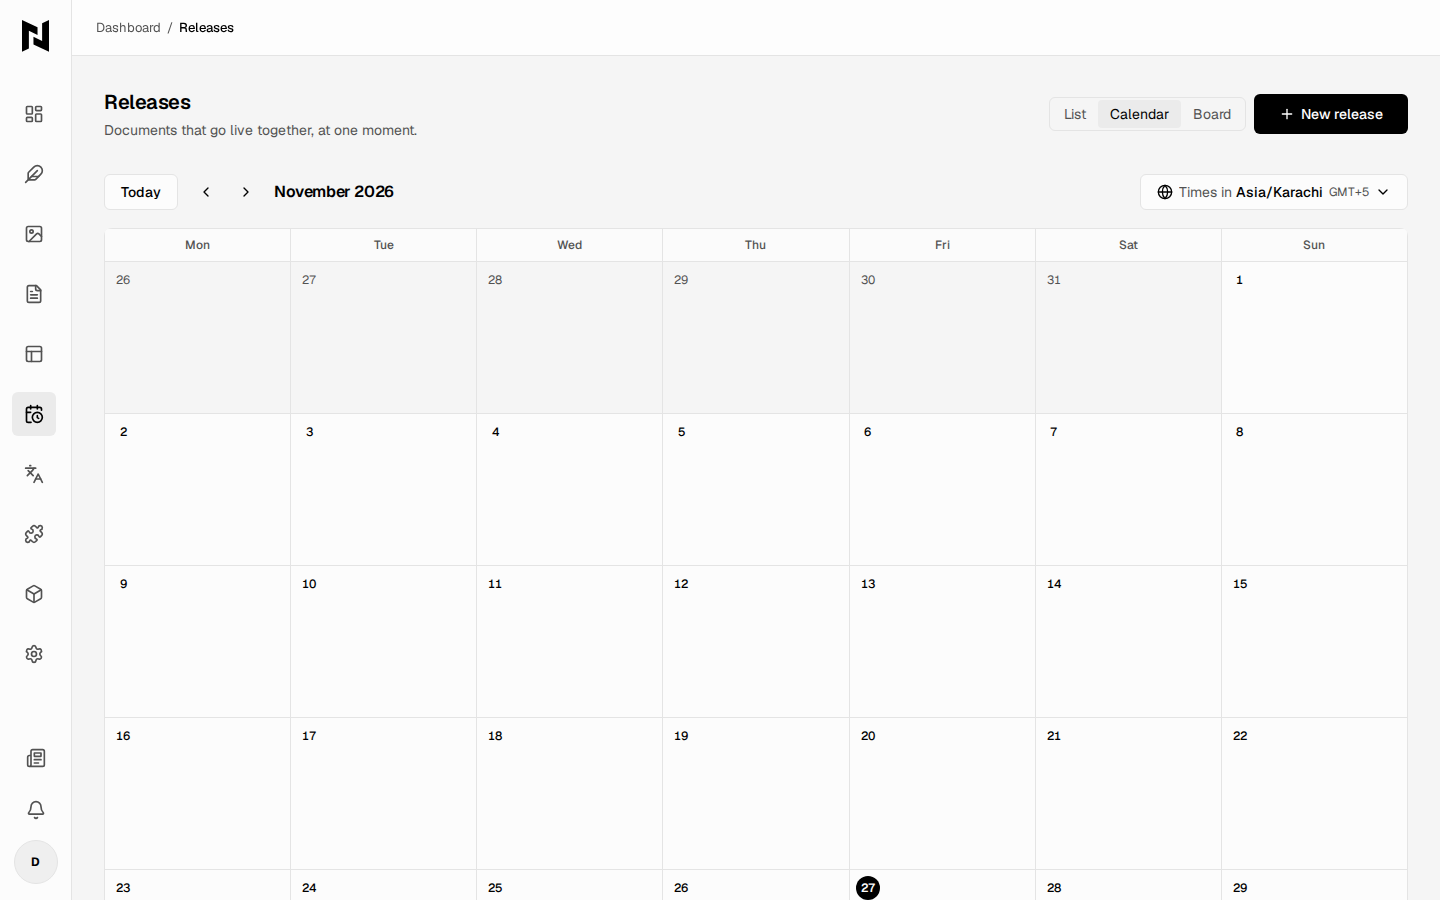 Dashboard / Releases
Releases
Documents that go live together, at one moment.
List Calendar Board
New release
Today
November 2026
Times in Asia/Karachi GMT+5
Mon Tue Wed Thu Fri Sat Sun
26 27 28 29 30 31 1
2 3 4 5 6 7 8
9 10 11 12 13 14 15
16 17 18 19 20 21 22
23 24 25 26 27 28 29
D